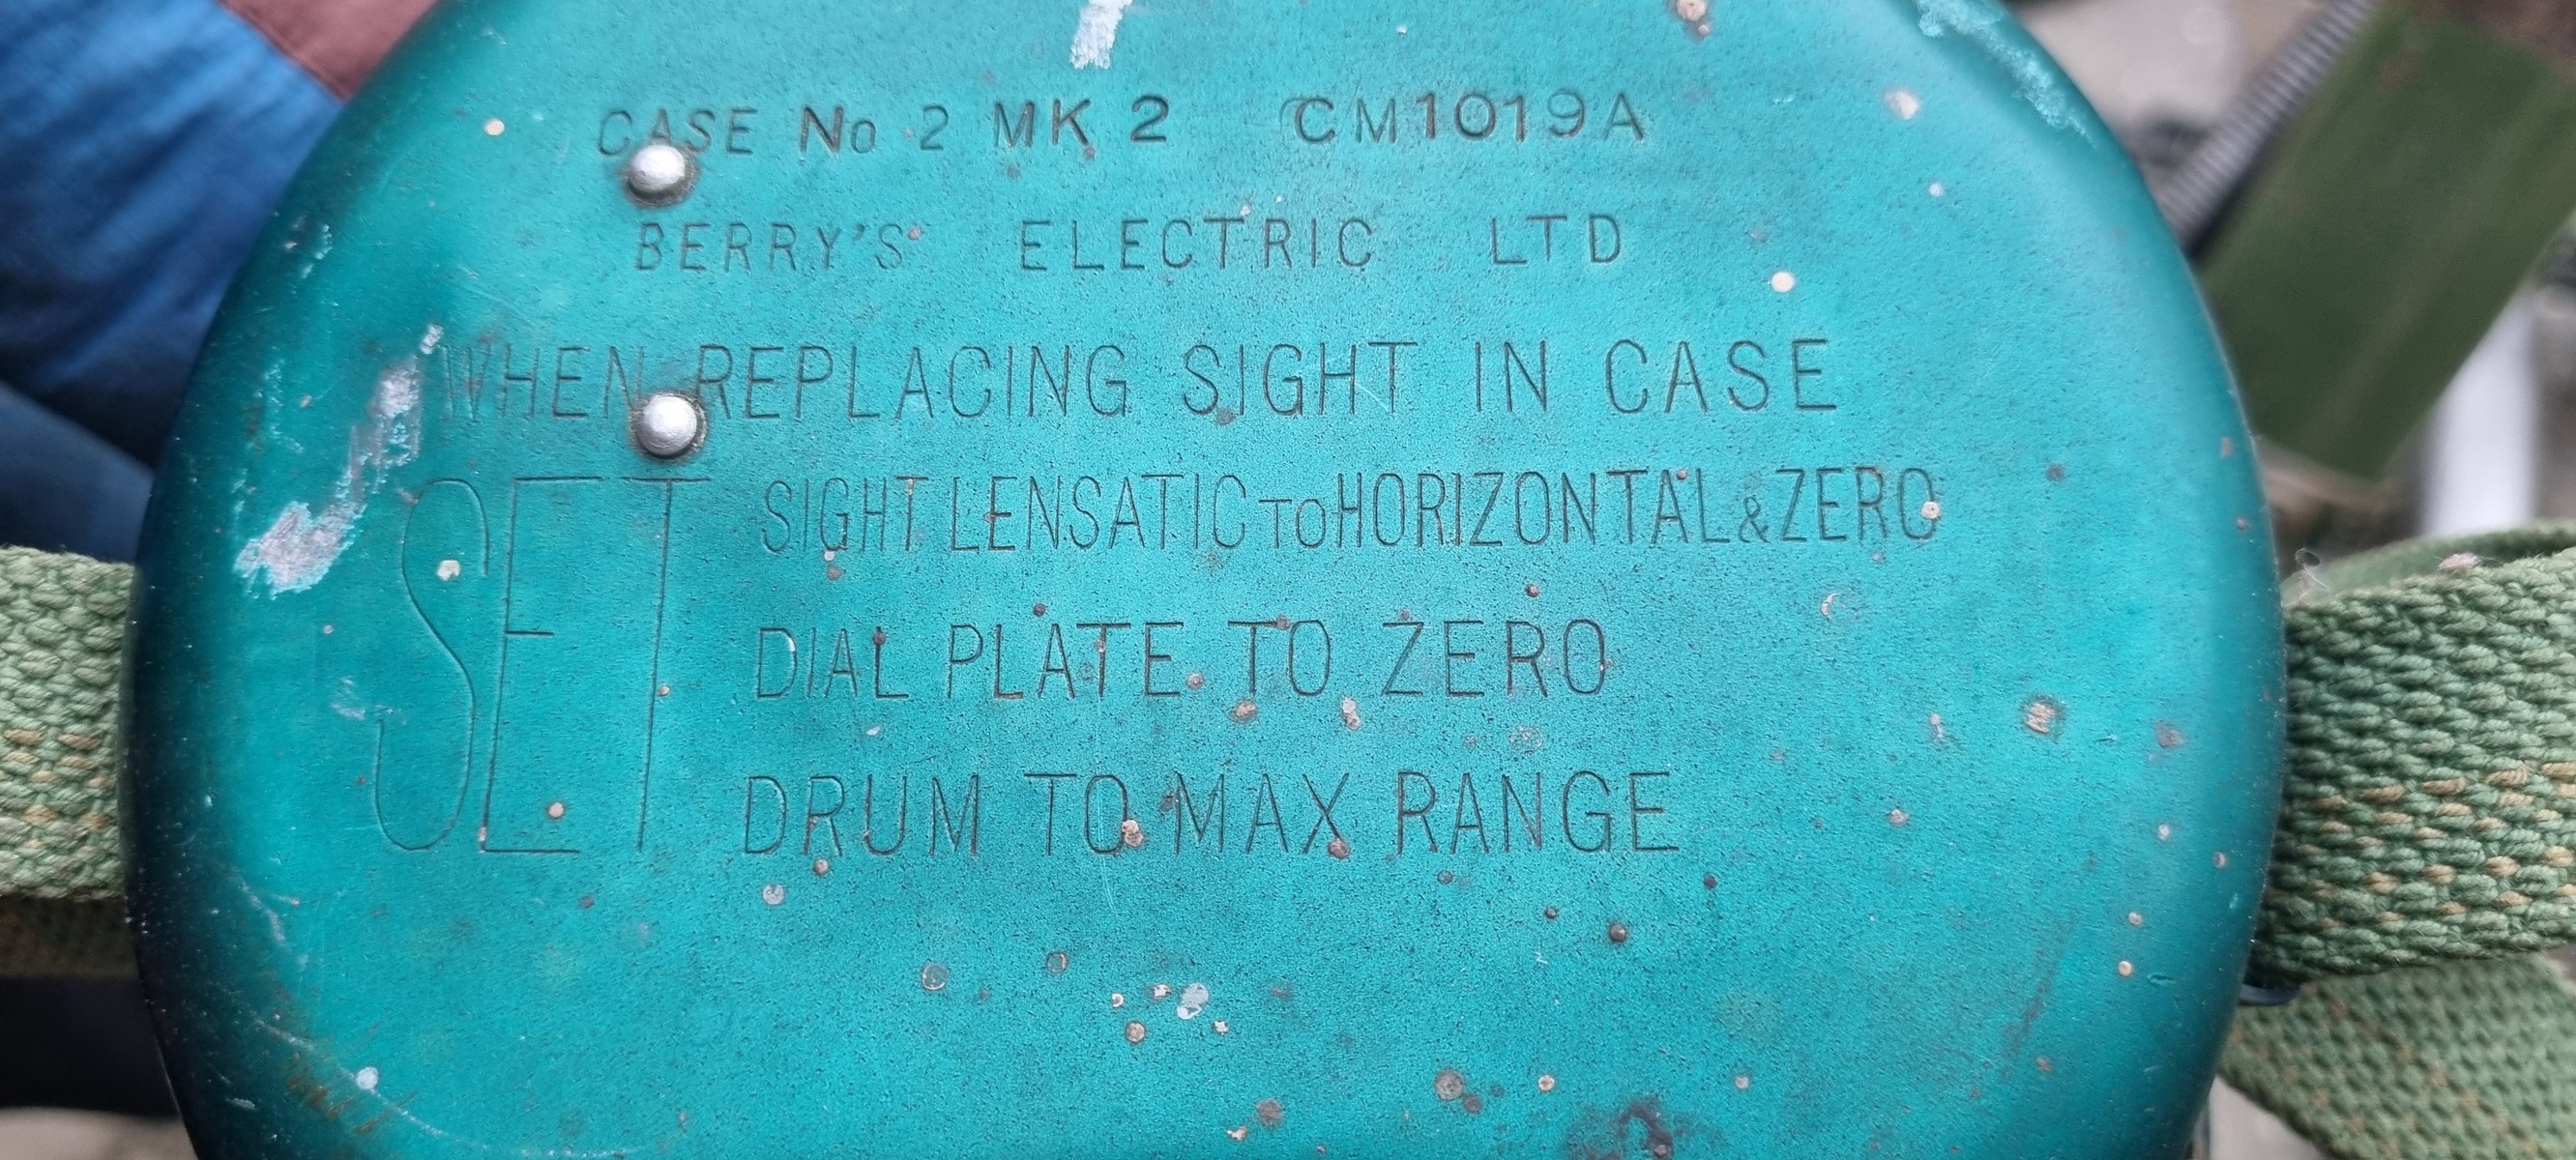 CASE No 2 MK 2 CM1019A
BERRY'S ELECTRIC LTD
WHEN REPLACING SIGHT IN CASE
SET SIGHT LENSATIC TO HORIZONTAL & ZERO
DIAL PLATE TO ZERO
DRUM TO MAX RANGE